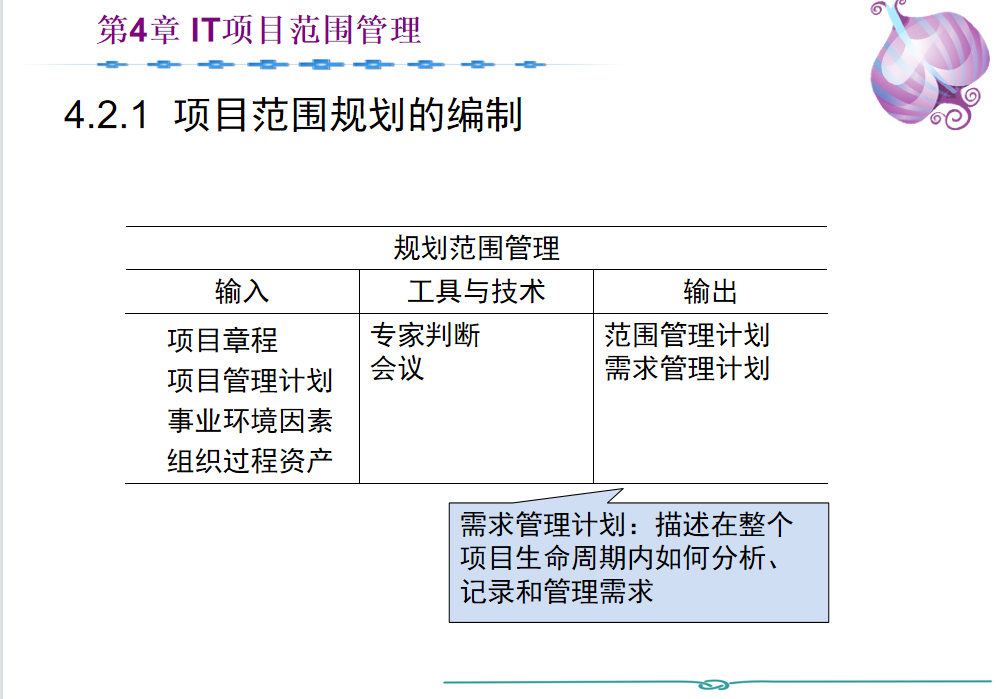 第4章 IT项目范围管理
4.2.1 项目范围规划的编制
规划范围管理
输入
工具与技术
输出
项目章程
项目管理计划
事业环境因素
组织过程资产
专家判断
会议
范围管理计划
需求管理计划
需求管理计划：描述在整个
项目生命周期内如何分析、
记录和管理需求